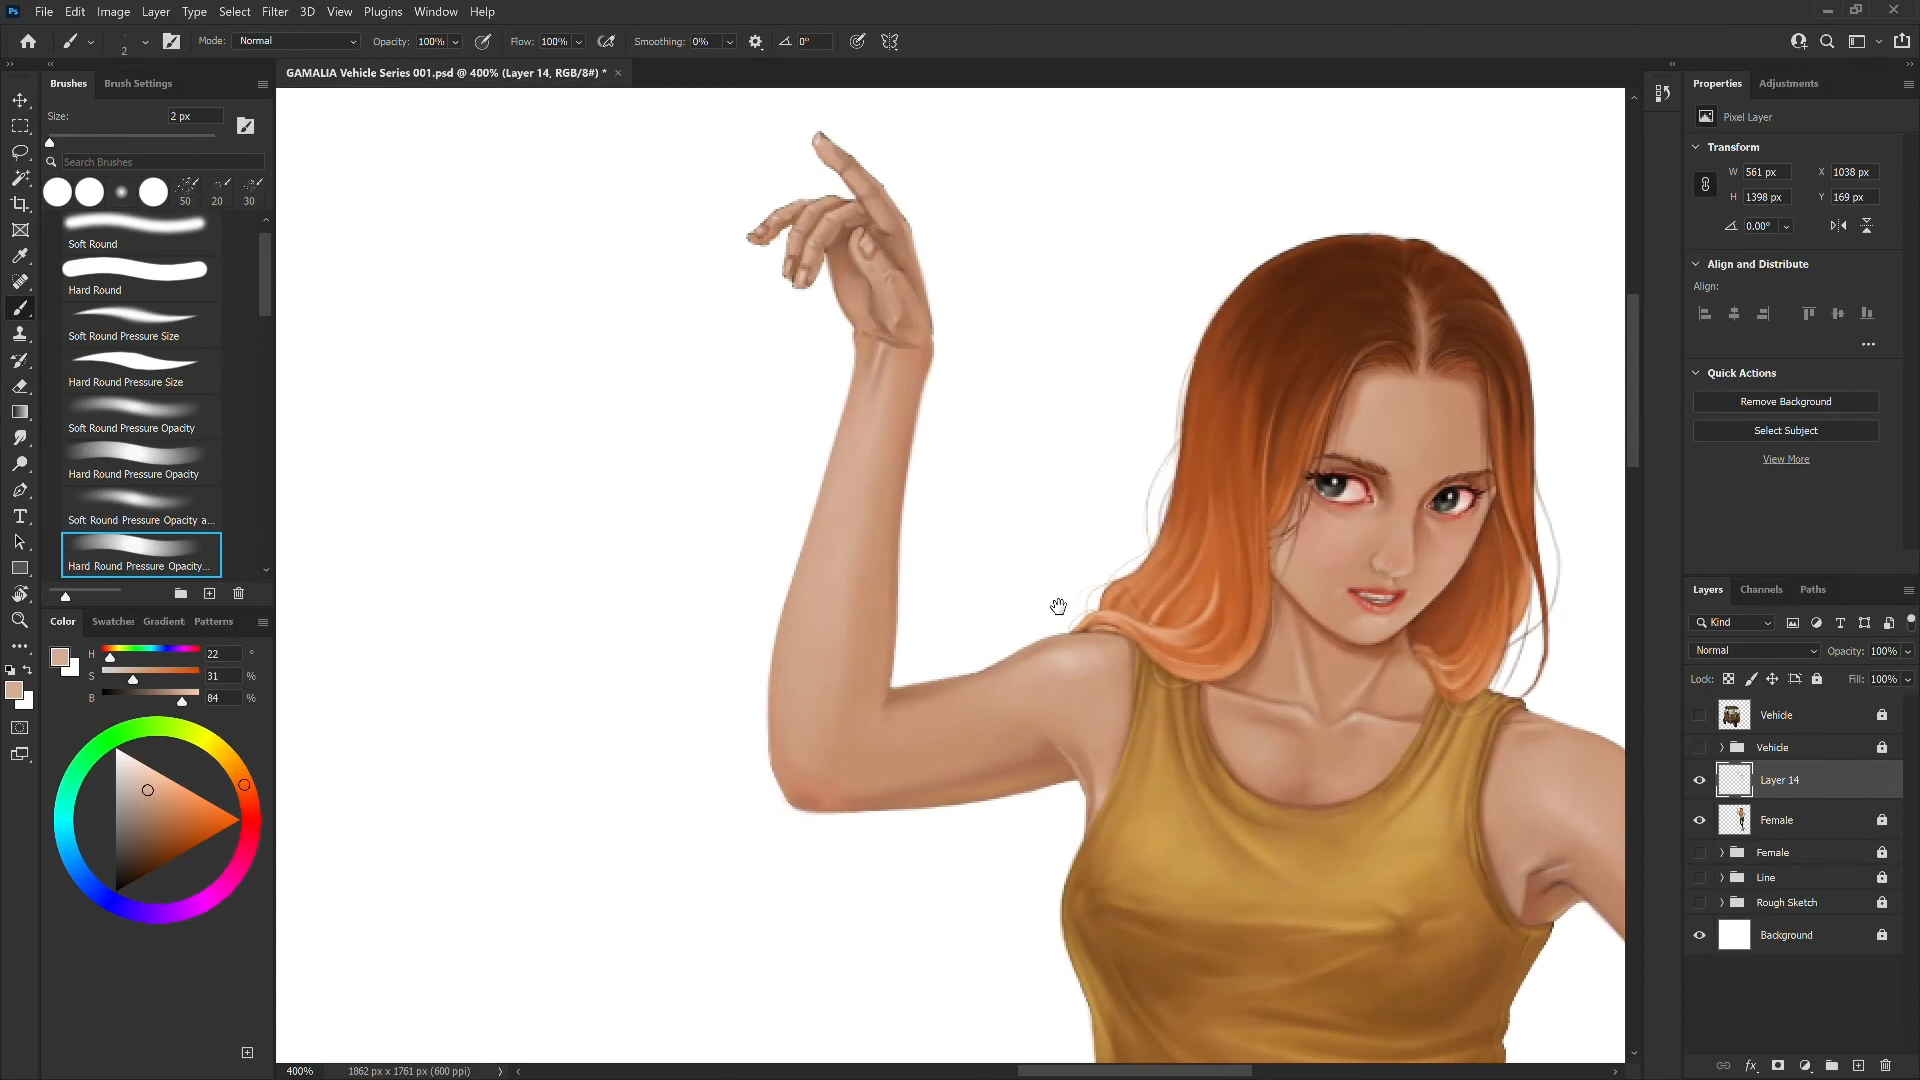 Ps File Edit Image Layer Type Select Filter 3D View Plugins Window Help
2 Mode: Normal Opacity: 100% Flow: 100% Smoothing: 0% 0°
GAMALIA Vehicle Series 001.psd @ 400% (Layer 14, RGB/8#) *
Brushes Brush Settings
Size: 2 px
Search Brushes
50 20 30
Soft Round
Hard Round
Soft Round Pressure Size
Hard Round Pressure Size
Soft Round Pressure Opacity
Hard Round Pressure Opacity
Soft Round Pressure Opacity a...
Hard Round Pressure Opacity...
Color Swatches Gradients Patterns
H 22 °
S 31 %
B 84 %
400% 1862 px x 1761 px (600 ppi)
Properties Adjustments
Pixel Layer
Transform
W 561 px X 1038 px
H 1398 px Y 169 px
0.00°
Align and Distribute
Align:
Quick Actions
Remove Background
Select Subject
View More
Layers Channels Paths
Kind
Normal Opacity: 100%
Lock: Fill: 100%
Vehicle
Vehicle
Layer 14
Female
Female
Line
Rough Sketch
Background
fx